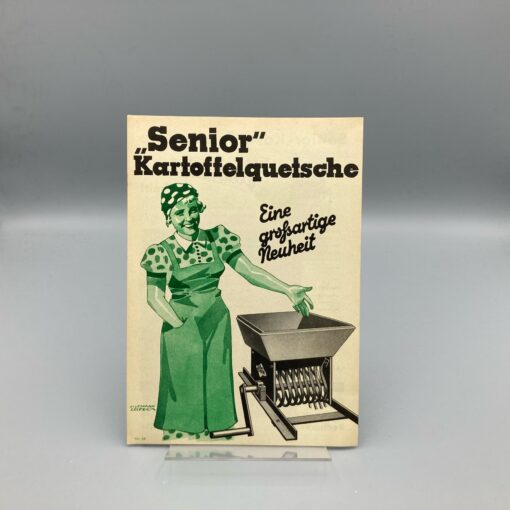 „Senior”
Kartoffelquetsche
Eine
großartige
Neuheit